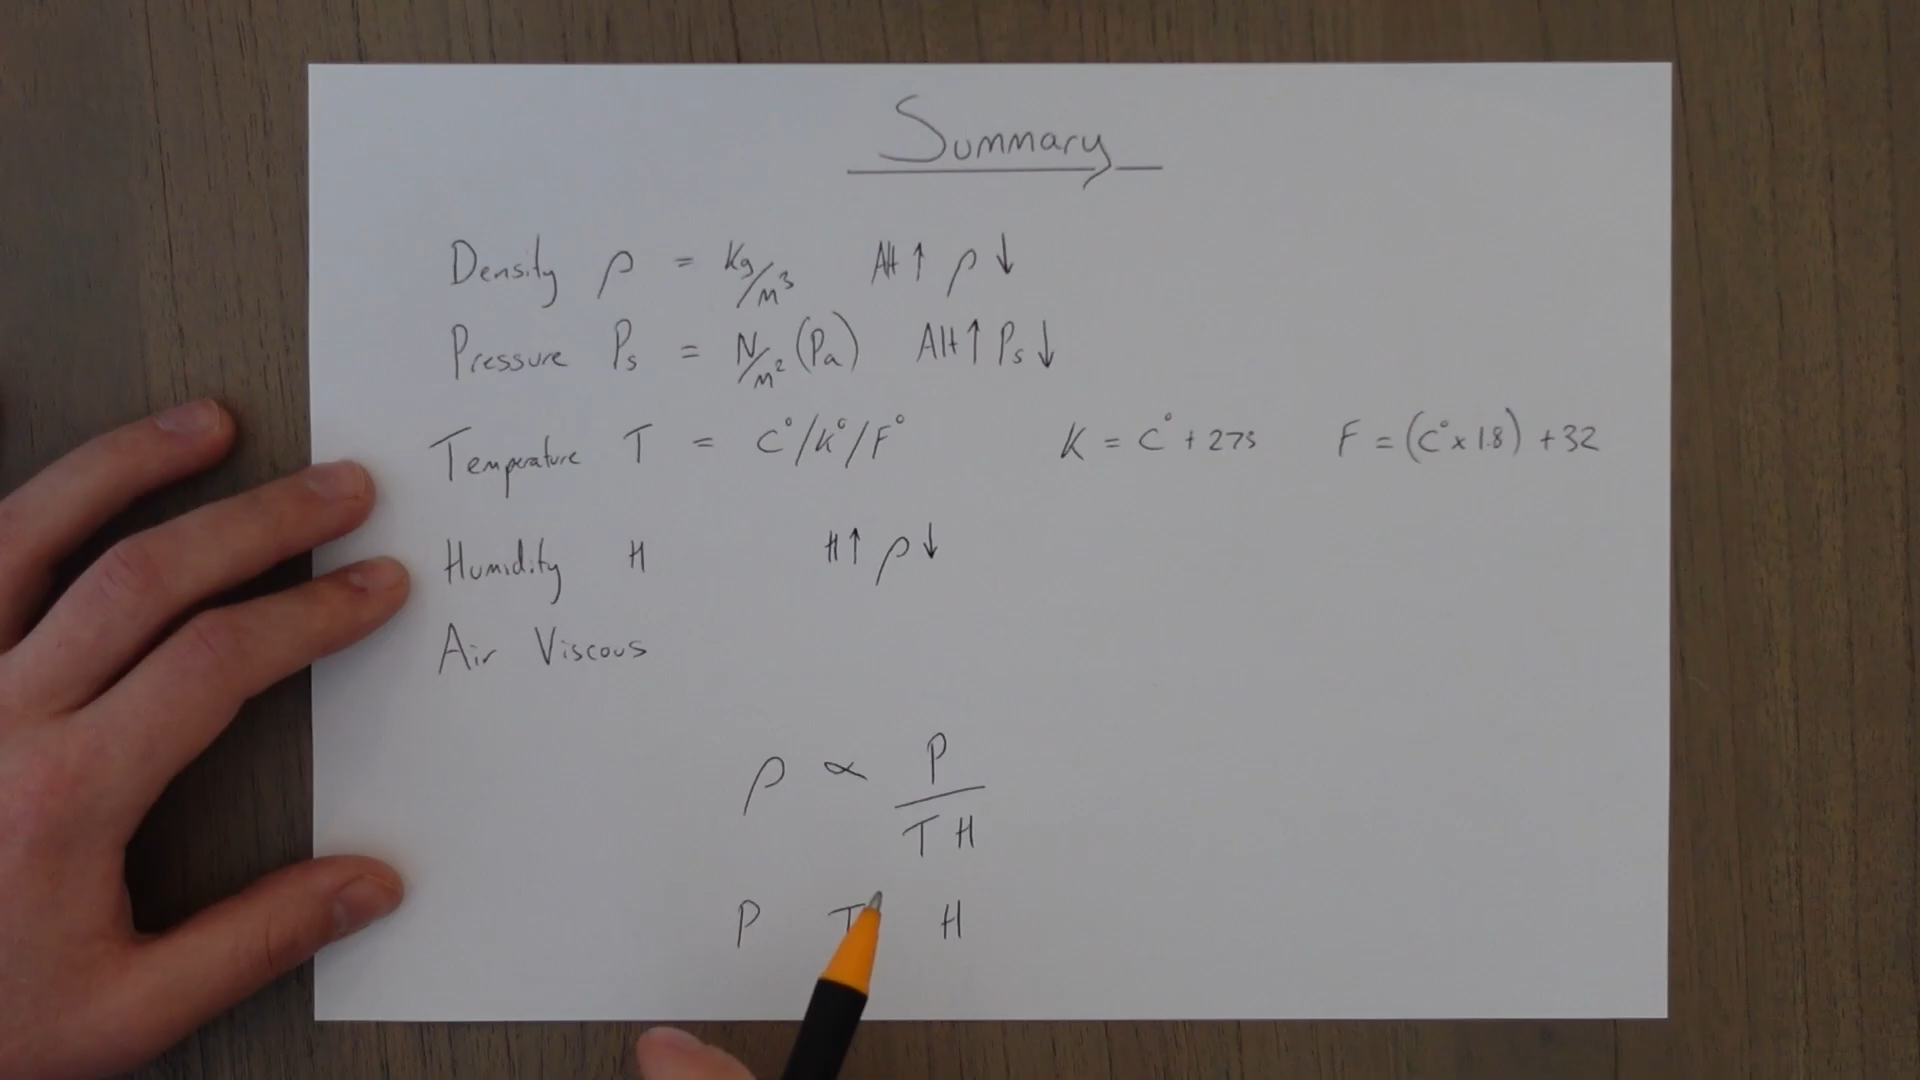 Summary
Density ρ = Kg/m³ Alt ↑ ρ ↓
Pressure Ps = N/m² (Pa) Alt ↑ Ps ↓
Temperature T = C°/K°/F° K = C° + 273 F = (C° x 1.8) + 32
Humidity H H ↑ ρ ↓
Air Viscous
ρ ∝ P
T H
P T H